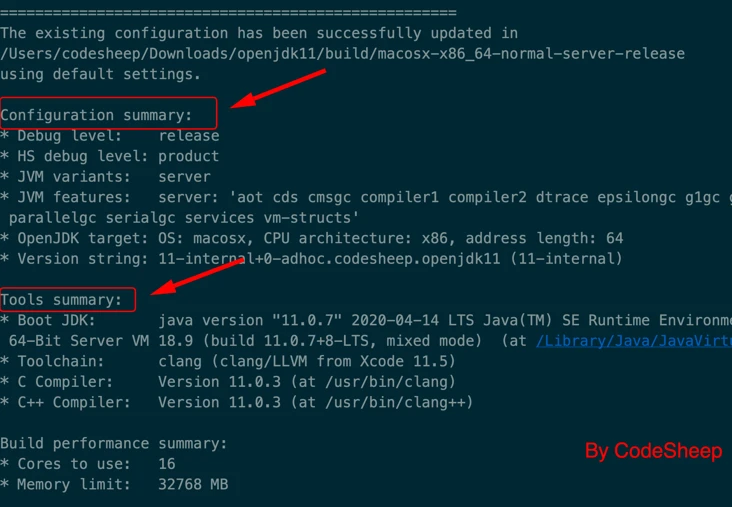 ====================================================
The existing configuration has been successfully updated in
/Users/codesheep/Downloads/openjdk11/build/macosx-x86_64-normal-server-release
using default settings.
Configuration summary:
* Debug level:    release
* HS debug level: product
* JVM variants:   server
* JVM features:   server: 'aot cds cmsgc compiler1 compiler2 dtrace epsilongc g1gc
parallelgc serialgc services vm-structs'
* OpenJDK target: OS: macosx, CPU architecture: x86, address length: 64
* Version string: 11-internal+0-adhoc.codesheep.openjdk11 (11-internal)
Tools summary:
* Boot JDK:       java version "11.0.7" 2020-04-14 LTS Java(TM) SE Runtime Environme
64-Bit Server VM 18.9 (build 11.0.7+8-LTS, mixed mode)  (at /Library/Java/JavaVirtu
* Toolchain:      clang (clang/LLVM from Xcode 11.5)
* C Compiler:     Version 11.0.3 (at /usr/bin/clang)
* C++ Compiler:   Version 11.0.3 (at /usr/bin/clang++)
Build performance summary:
* Cores to use:   16
* Memory limit:   32768 MB
By CodeSheep